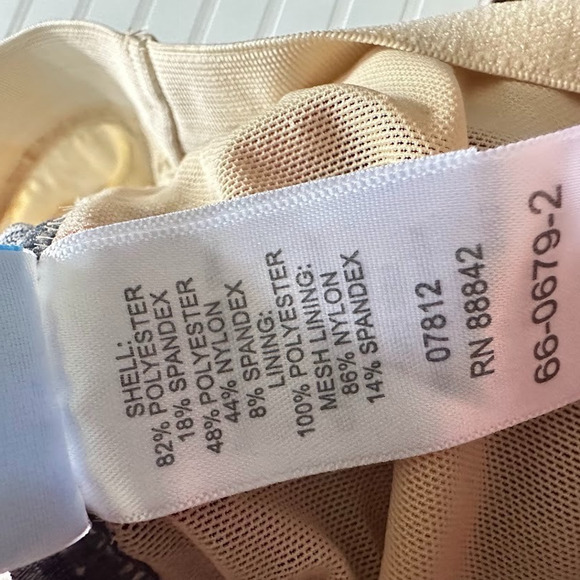 SHELL:
82% POLYESTER
18% SPANDEX
48% POLYESTER
44% NYLON
8% SPANDEX
LINING:
100% POLYESTER
MESH LINING:
86% NYLON
14% SPANDEX
07812
RN 88842
66-0679-2